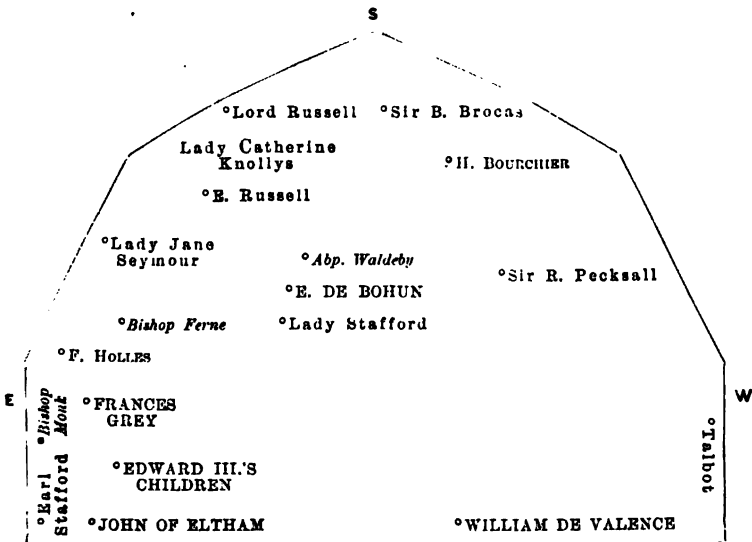 S
°Lord Russell °Sir B. Brocas
Lady Catherine
Knollys
°H. BOURCHIER
°E. Russell
°Lady Jane
Seymour
°Abp. Waldeby
°Sir R. Pecksall
°E. DE BOHUN
°Bishop Ferne °Lady Stafford
°F. HOLLES
E
W
°Bishop
Monk
°FRANCES
GREY
°Talbot
°Earl
Stafford
°EDWARD III.'S
CHILDREN
°JOHN OF ELTHAM °WILLIAM DE VALENCE